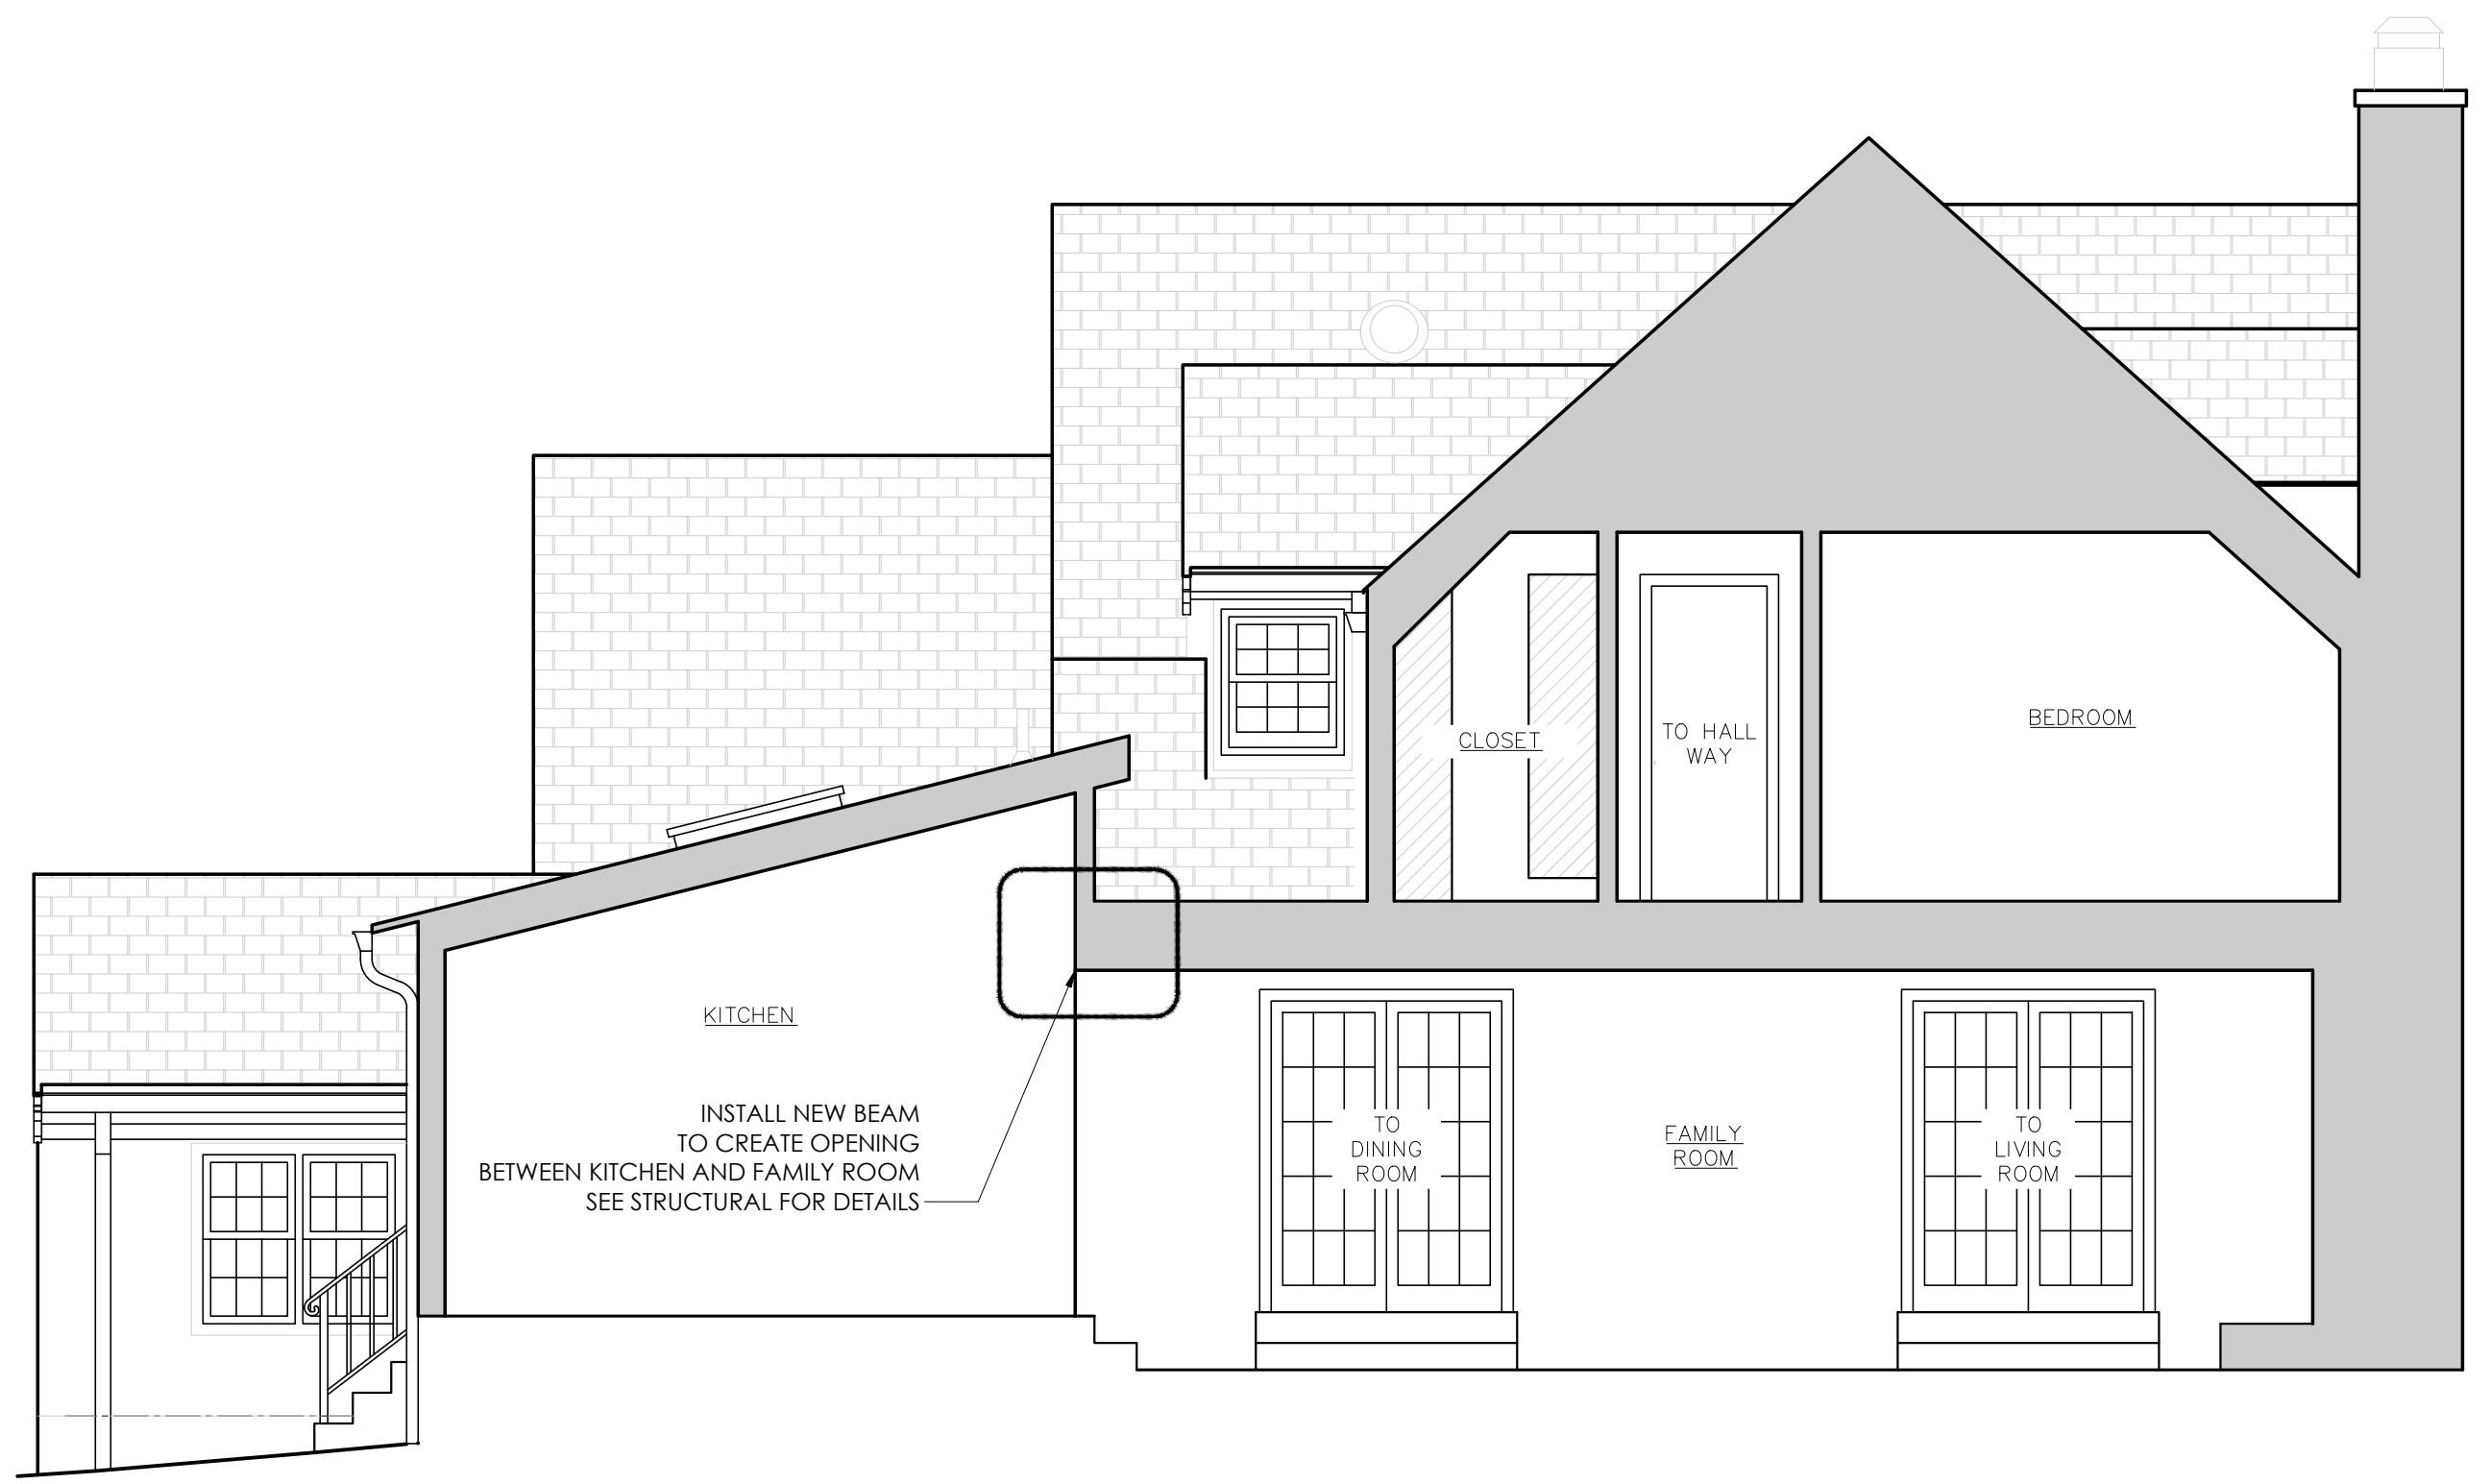 CLOSET
TO HALL
WAY
BEDROOM
KITCHEN
INSTALL NEW BEAM
TO CREATE OPENING
BETWEEN KITCHEN AND FAMILY ROOM
SEE STRUCTURAL FOR DETAILS
TO
DINING
ROOM
FAMILY
ROOM
TO
LIVING
ROOM